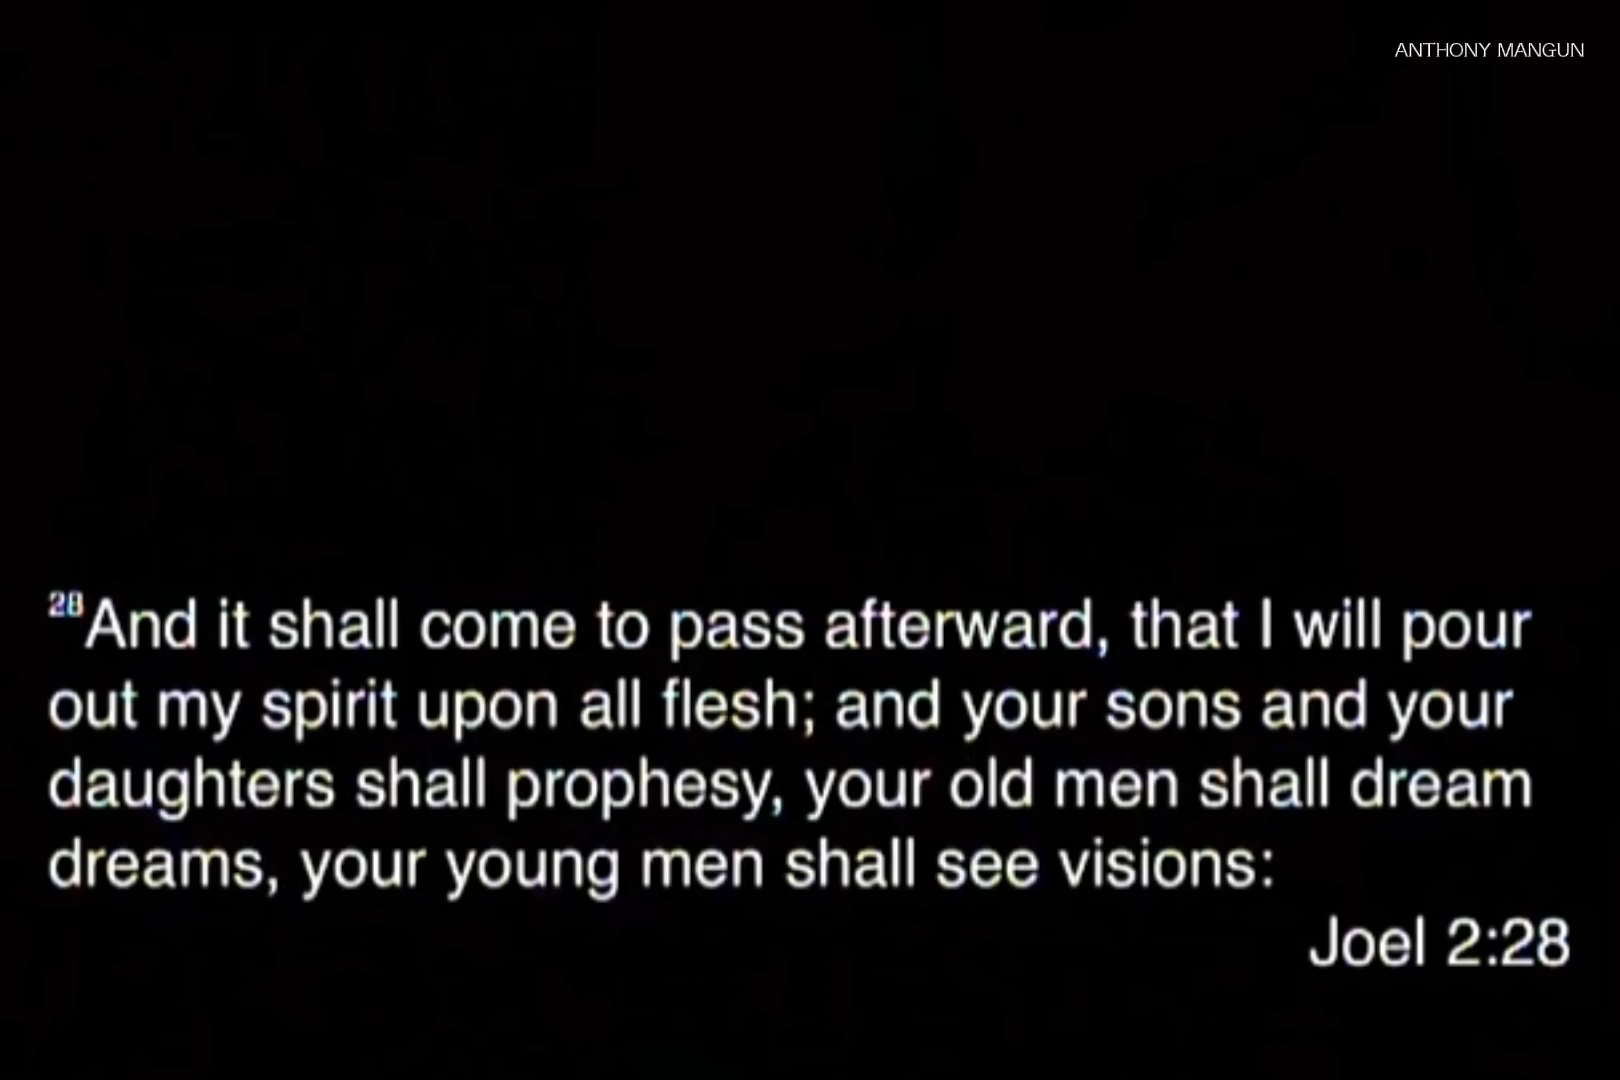 ANTHONY MANGUN
28And it shall come to pass afterward, that I will pour
out my spirit upon all flesh; and your sons and your
daughters shall prophesy, your old men shall dream
dreams, your young men shall see visions:
Joel 2:28